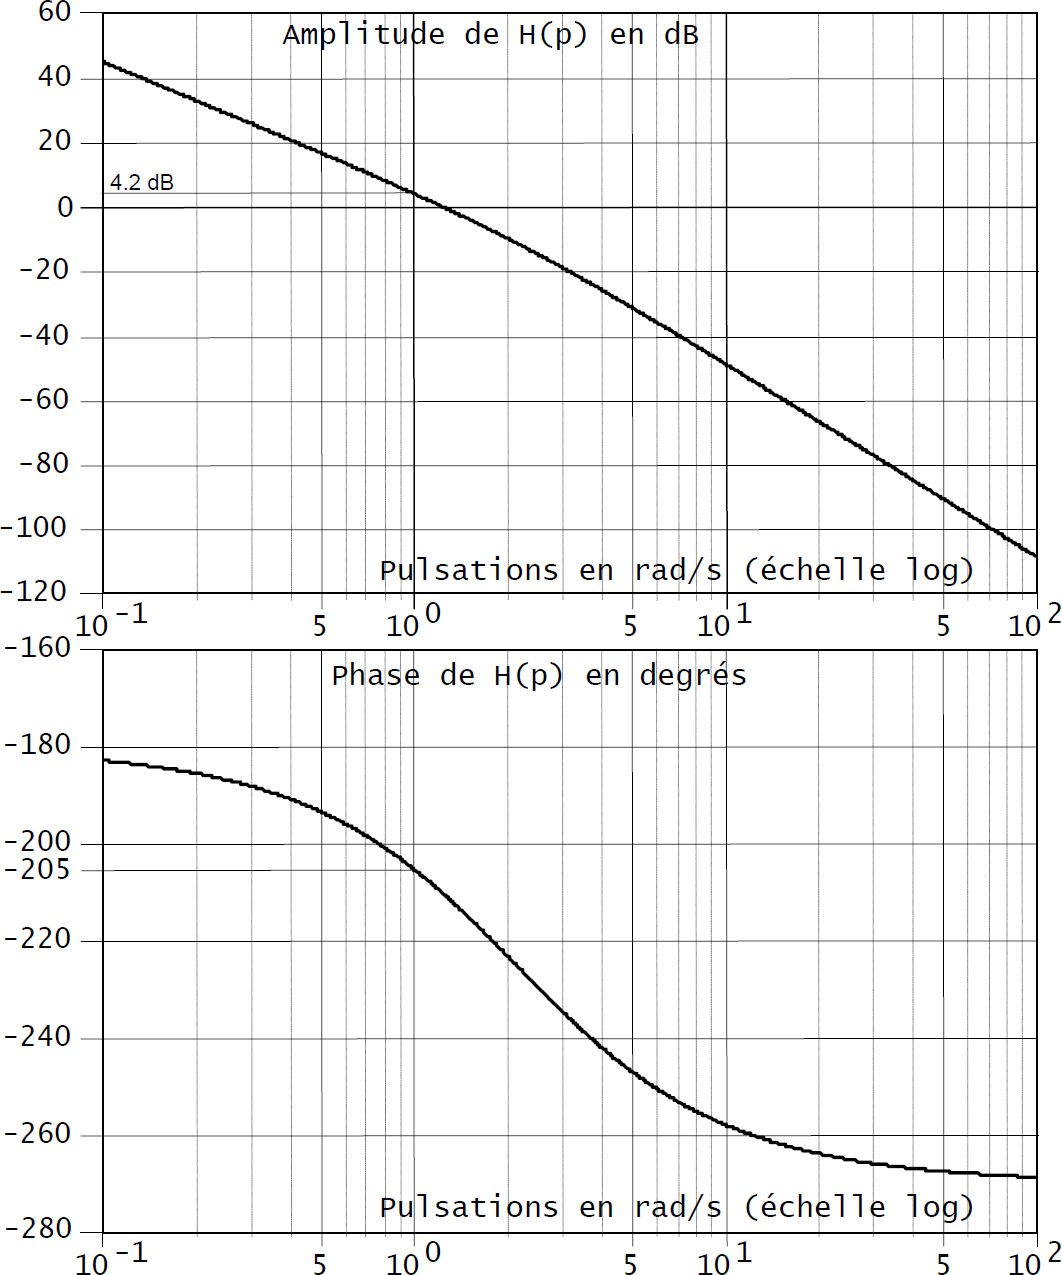 60
Amplitude de H(p) en dB
40
20
4.2 dB
0
-20
-40
-60
-80
-100
Pulsations en rad/s (échelle log)
-120
10^-1 5 10^0 5 10^1 5 10^2
-160
Phase de H(p) en degrés
-180
-200
-205
-220
-240
-260
Pulsations en rad/s (échelle log)
-280
10^-1 5 10^0 5 10^1 5 10^2